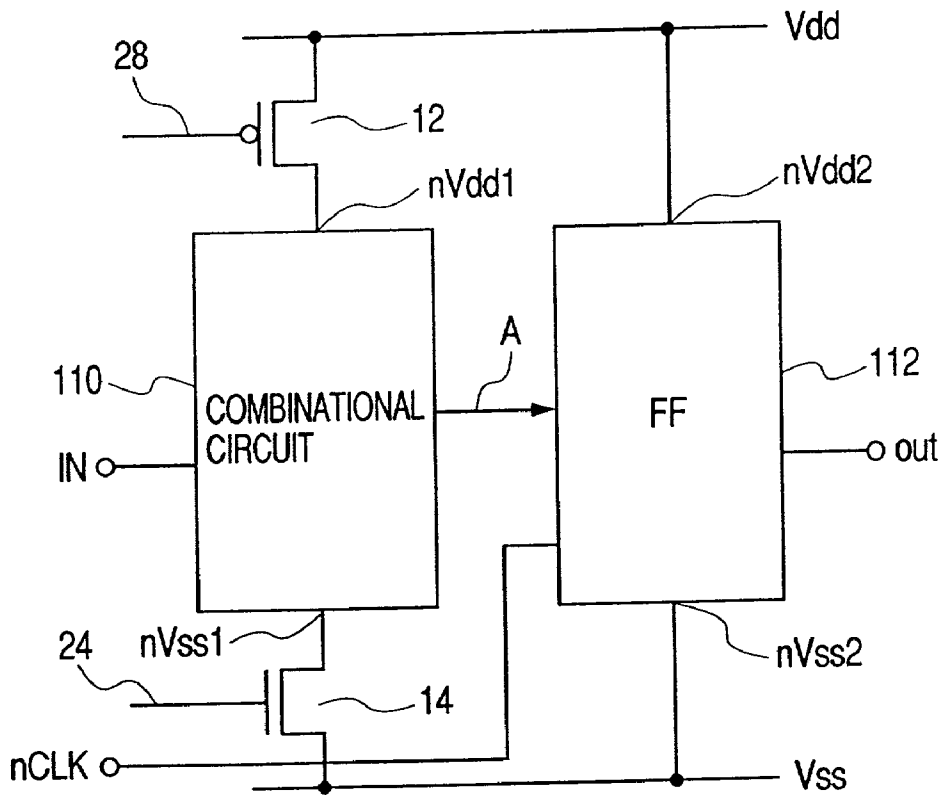 Vdd
28
12
nVdd1
nVdd2
A
110
112
COMBINATIONAL
CIRCUIT
FF
IN
out
nVss1
nVss2
24
14
nCLK
Vss